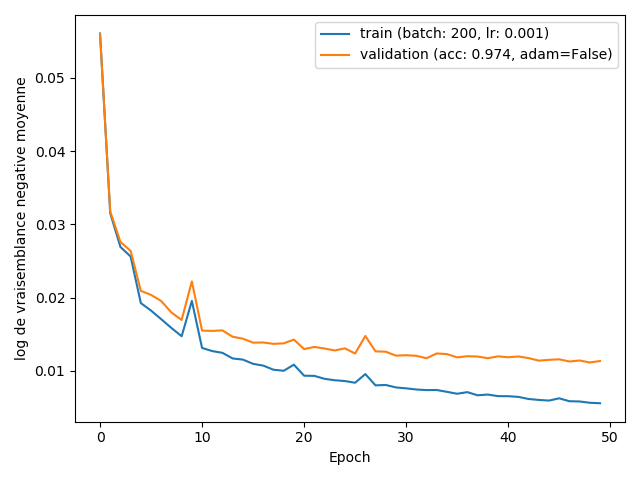 train (batch: 200, lr: 0.001)
validation (acc: 0.974, adam=False)
log de vraisemblance negative moyenne
0.05
0.04
0.03
0.02
0.01
0 10 20 30 40 50
Epoch